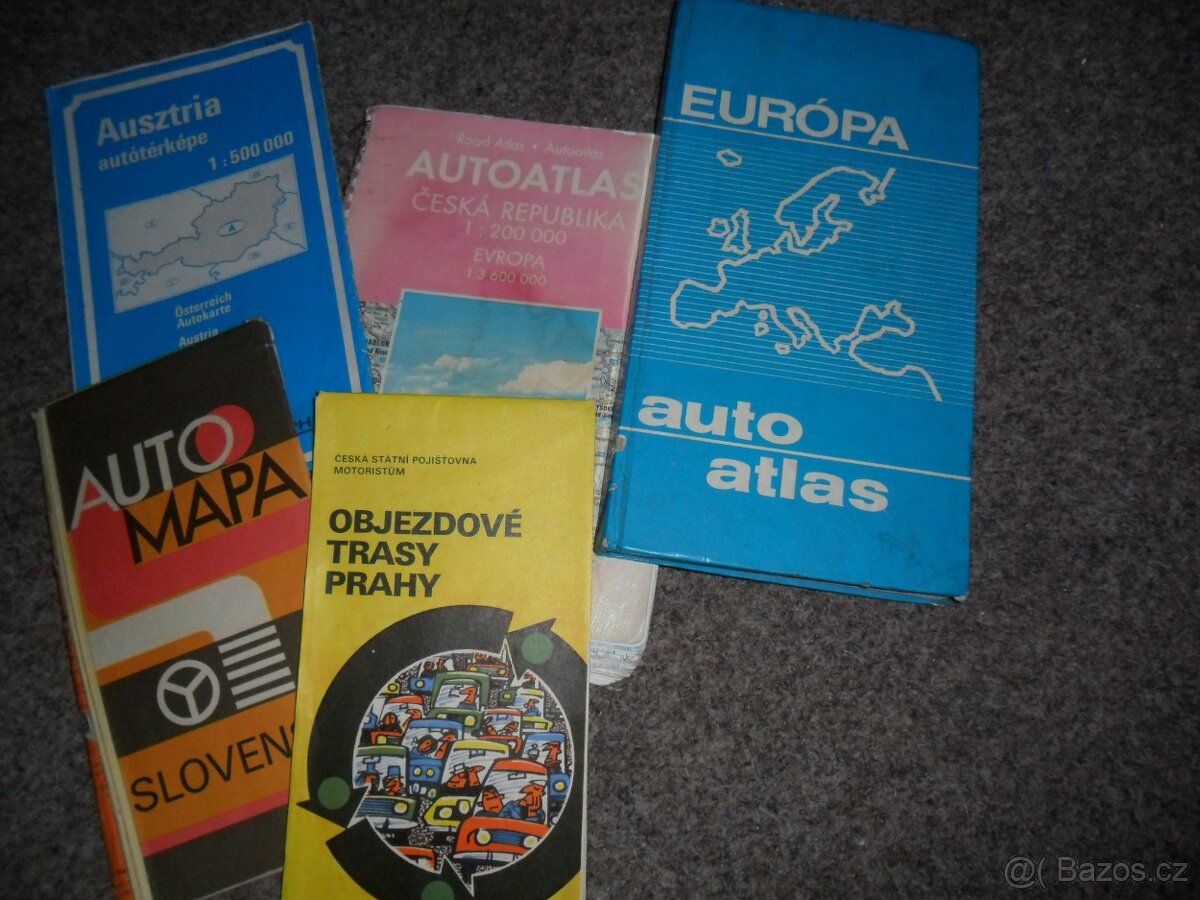 Ausztria
autótérképe
1 : 500 000
A
Österreich
Autokarte
Austria
Road Atlas • Autoatlas
AUTOATLAS
ČESKÁ REPUBLIKA
1 : 200 000
EVROPA
1:3 600 000
EURÓPA
auto
atlas
AUTO
MAPA
SLOVENS
ČESKÁ STÁTNÍ POJIŠŤOVNA
MOTORISTŮM
OBJEZDOVÉ
TRASY
PRAHY
@( Bazos.cz